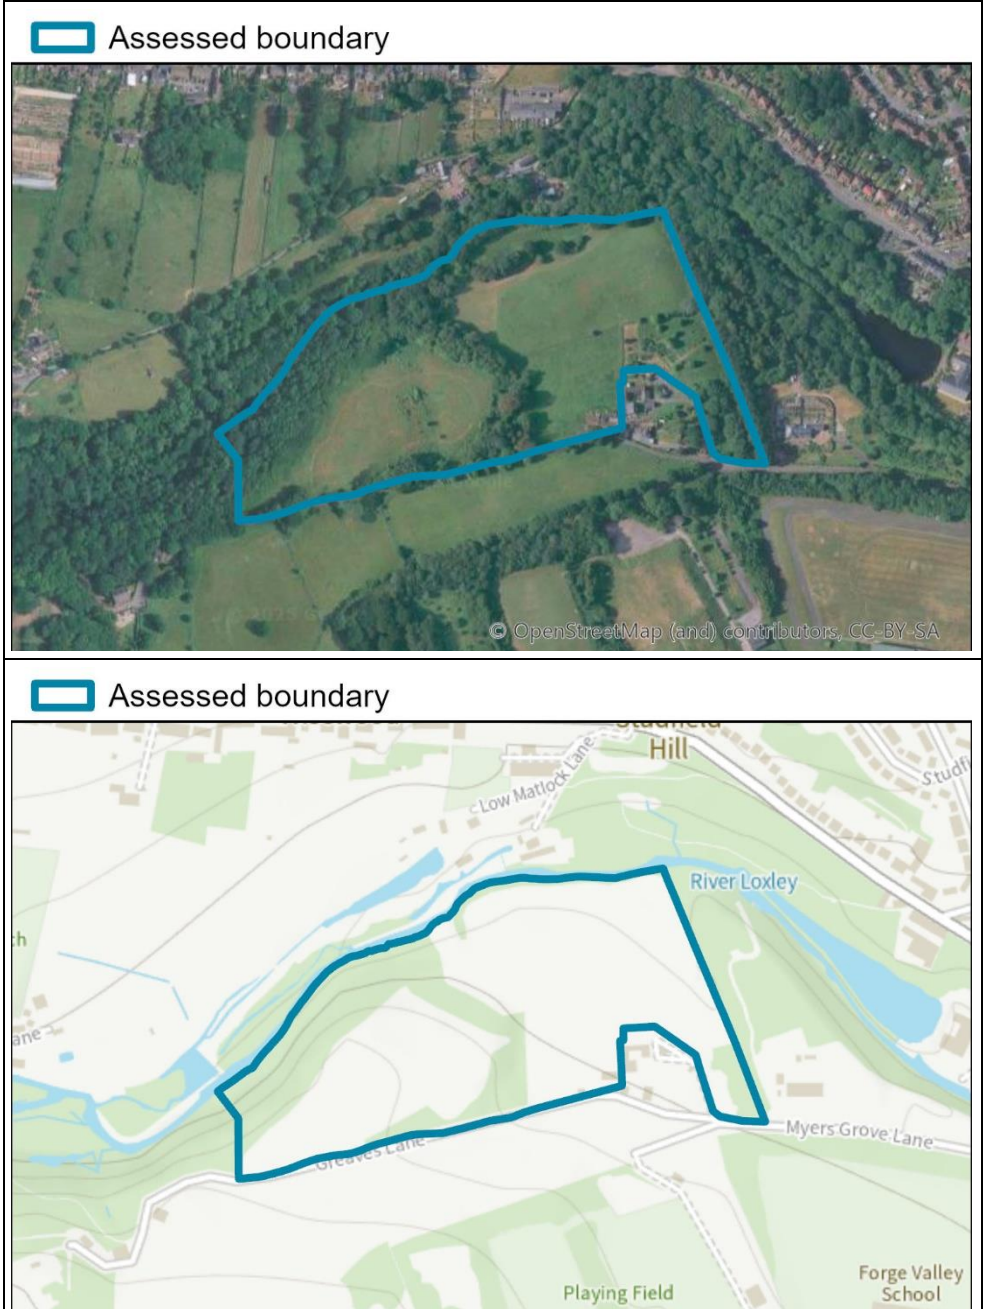 Assessed boundary
© OpenStreetMap (and) contributors, CC-BY-SA
Assessed boundary
Hill
Low Matlock Lane
River Loxley
Greaves Lane
Myers Grove Lane
Forge Valley
School
Playing Field